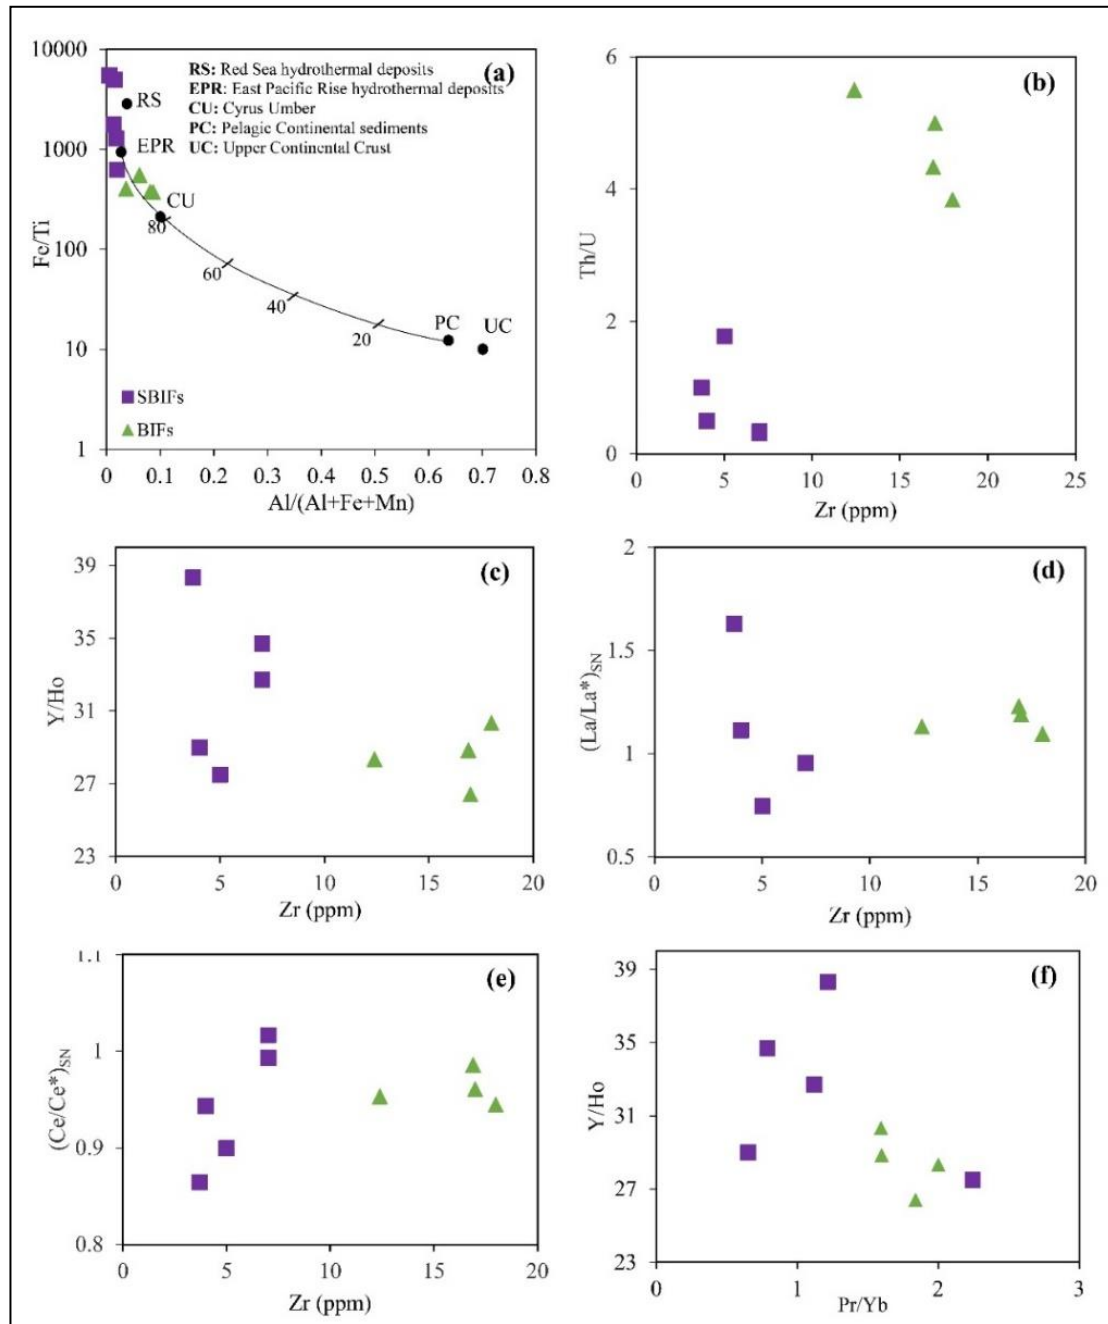 (a)
RS: Red Sea hydrothermal deposits
EPR: East Pacific Rise hydrothermal deposits
CU: Cyrus Umber
PC: Pelagic Continental sediments
UC: Upper Continental Crust
10000
1000
100
10
1
Fe/Ti
RS
EPR
CU
80
60
40
20
PC
UC
SBIFs
BIFs
0 0.1 0.2 0.3 0.4 0.5 0.6 0.7 0.8
Al/(Al+Fe+Mn)
(b)
6
4
2
0
Th/U
0 5 10 15 20 25
Zr (ppm)
(c)
39
35
31
27
23
Y/Ho
0 5 10 15 20
Zr (ppm)
(d)
2
1.5
1
0.5
(La/La*)SN
0 5 10 15 20
Zr (ppm)
(e)
1.1
1
0.9
0.8
(Ce/Ce*)SN
0 5 10 15 20
Zr (ppm)
(f)
39
35
31
27
23
Y/Ho
0 1 2 3
Pr/Yb